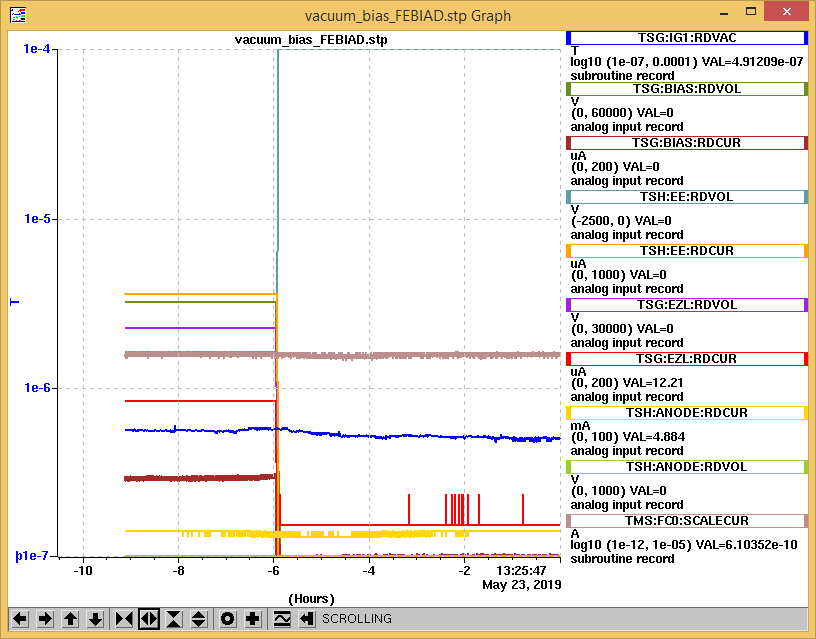 vacuum_bias_FEBIAD.stp Graph
vacuum_bias_FEBIAD.stp
1e-4
1e-5
T
1e-6
1e-7
-10
-8
-6
-4
-2
13:25:47
May 23, 2019
(Hours)
TSG:IG1:RDVAC
T
log10 (1e-07, 0.0001) VAL=4.91209e-07
subroutine record
TSG:BIAS:RDVOL
V
(0, 60000) VAL=0
analog input record
TSG:BIAS:RDCUR
uA
(0, 200) VAL=0
analog input record
TSH:EE:RDVOL
V
(-2500, 0) VAL=0
analog input record
TSH:EE:RDCUR
uA
(0, 1000) VAL=0
analog input record
TSG:EZL:RDVOL
V
(0, 30000) VAL=0
analog input record
TSG:EZL:RDCUR
uA
(0, 200) VAL=12.21
analog input record
TSH:ANODE:RDCUR
mA
(0, 100) VAL=4.884
analog input record
TSH:ANODE:RDVOL
V
(0, 1000) VAL=0
analog input record
TMS:FC0:SCALECUR
A
log10 (1e-12, 1e-05) VAL=6.10352e-10
subroutine record
SCROLLING